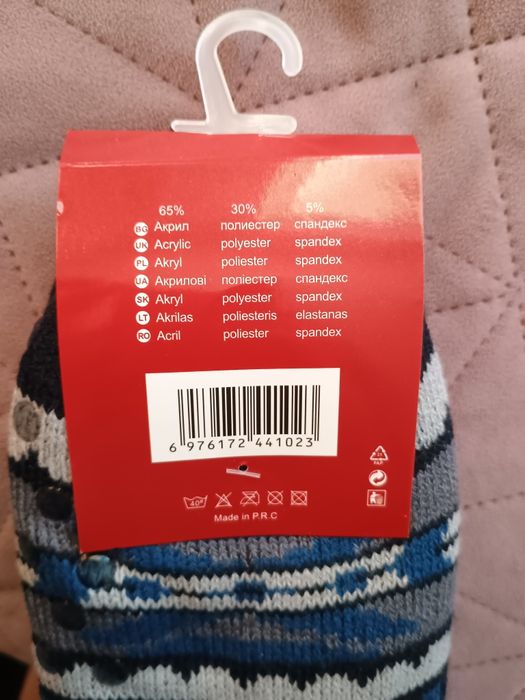 65% 30% 5%
BG Акрил полиестер спандекс
UK Acrylic polyester spandex
PL Akryl poliester spandex
UA Акрилові поліестер спандекс
SK Akryl polyester spandex
LT Akrilas poliesteris elastanas
RO Acril poliester spandex
6 976172 441023
40°
Made in P.R.C
PAP